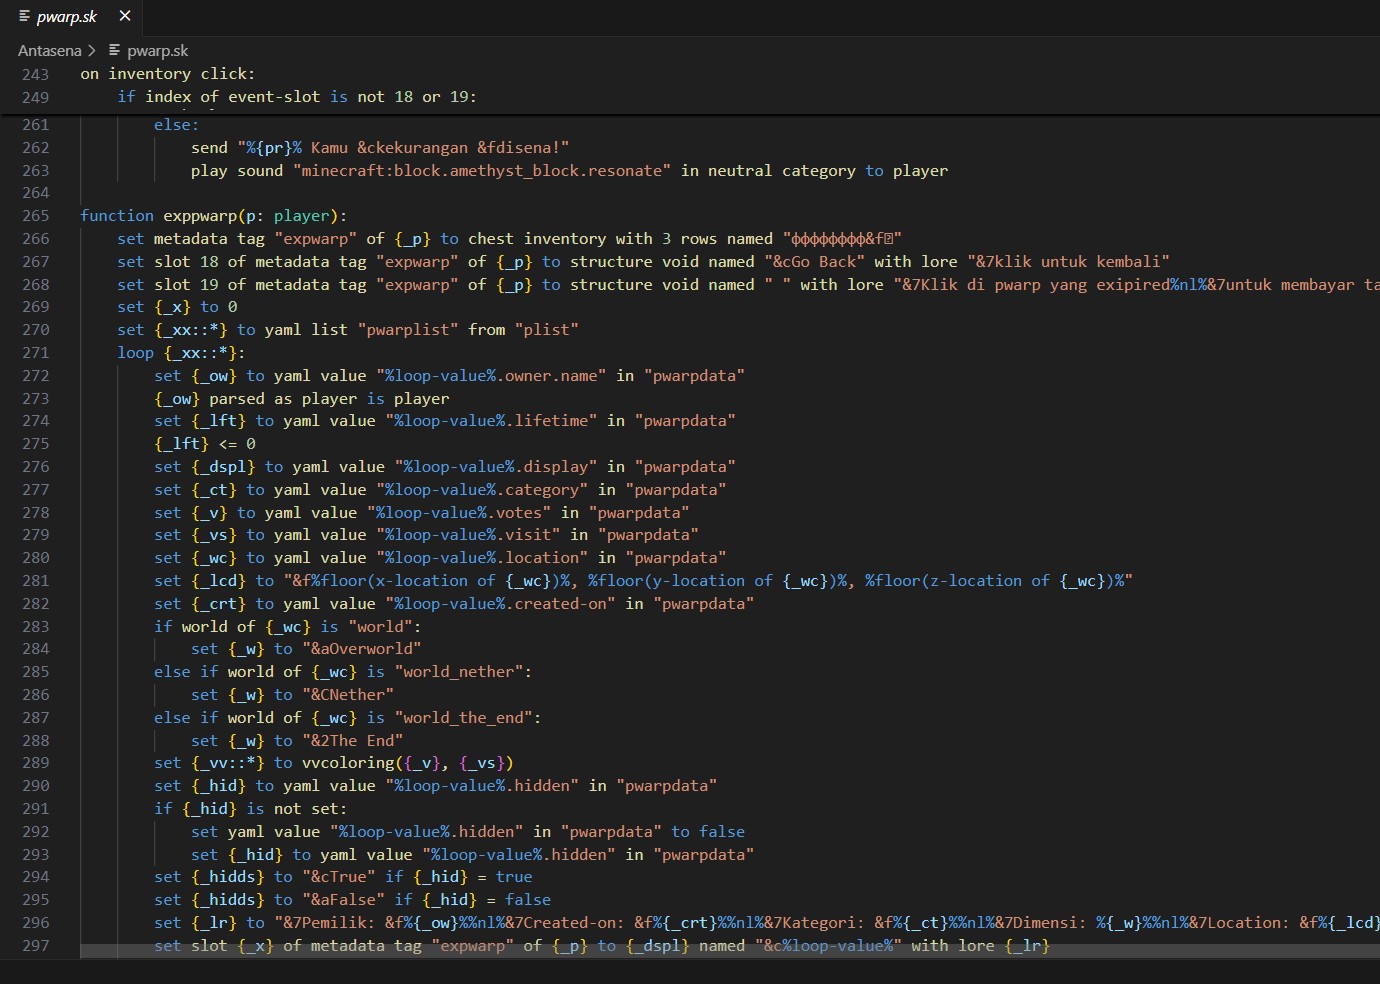 pwarp.sk
Antasena > pwarp.sk
243 on inventory click:
249 if index of event-slot is not 18 or 19:
261 else:
262 send "%{pr}% Kamu &ckekurangan &fdisena!"
263 play sound "minecraft:block.amethyst_block.resonate" in neutral category to player
264
265 function exppwarp(p: player):
266 set metadata tag "expwarp" of {_p} to chest inventory with 3 rows named "фффффффф&f"
267 set slot 18 of metadata tag "expwarp" of {_p} to structure void named "&cGo Back" with lore "&7klik untuk kembali"
268 set slot 19 of metadata tag "expwarp" of {_p} to structure void named " " with lore "&7Klik di pwarp yang exipired%nl%&7untuk membayar ta
269 set {_x} to 0
270 set {_xx::*} to yaml list "pwarplist" from "plist"
271 loop {_xx::*}:
272 set {_ow} to yaml value "%loop-value%.owner.name" in "pwarpdata"
273 {_ow} parsed as player is player
274 set {_lft} to yaml value "%loop-value%.lifetime" in "pwarpdata"
275 {_lft} <= 0
276 set {_dspl} to yaml value "%loop-value%.display" in "pwarpdata"
277 set {_ct} to yaml value "%loop-value%.category" in "pwarpdata"
278 set {_v} to yaml value "%loop-value%.votes" in "pwarpdata"
279 set {_vs} to yaml value "%loop-value%.visit" in "pwarpdata"
280 set {_wc} to yaml value "%loop-value%.location" in "pwarpdata"
281 set {_lcd} to "&f%floor(x-location of {_wc})%, %floor(y-location of {_wc})%, %floor(z-location of {_wc})%"
282 set {_crt} to yaml value "%loop-value%.created-on" in "pwarpdata"
283 if world of {_wc} is "world":
284 set {_w} to "&aOverworld"
285 else if world of {_wc} is "world_nether":
286 set {_w} to "&CNether"
287 else if world of {_wc} is "world_the_end":
288 set {_w} to "&2The End"
289 set {_vv::*} to vvcoloring({_v}, {_vs})
290 set {_hid} to yaml value "%loop-value%.hidden" in "pwarpdata"
291 if {_hid} is not set:
292 set yaml value "%loop-value%.hidden" in "pwarpdata" to false
293 set {_hid} to yaml value "%loop-value%.hidden" in "pwarpdata"
294 set {_hidds} to "&cTrue" if {_hid} = true
295 set {_hidds} to "&aFalse" if {_hid} = false
296 set {_lr} to "&7Pemilik: &f%{_ow}%%nl%&7Created-on: &f%{_crt}%%nl%&7Kategori: &f%{_ct}%%nl%&7Dimensi: %{_w}%%nl%&7Location: &f%{_lcd}
297 set slot {_x} of metadata tag "expwarp" of {_p} to {_dspl} named "&c%loop-value%" with lore {_lr}